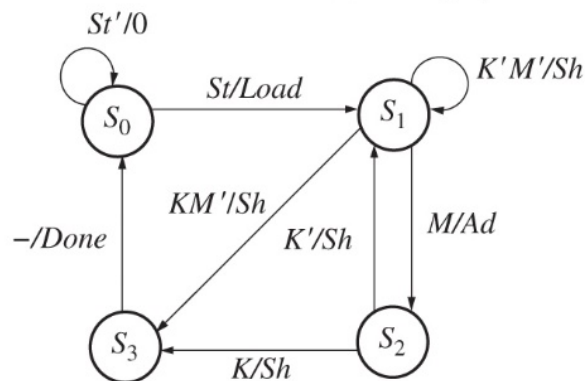 St'/0
S0
St/Load
S1
K'M'/Sh
KM'/Sh
K'/Sh
M/Ad
–/Done
S3
K/Sh
S2